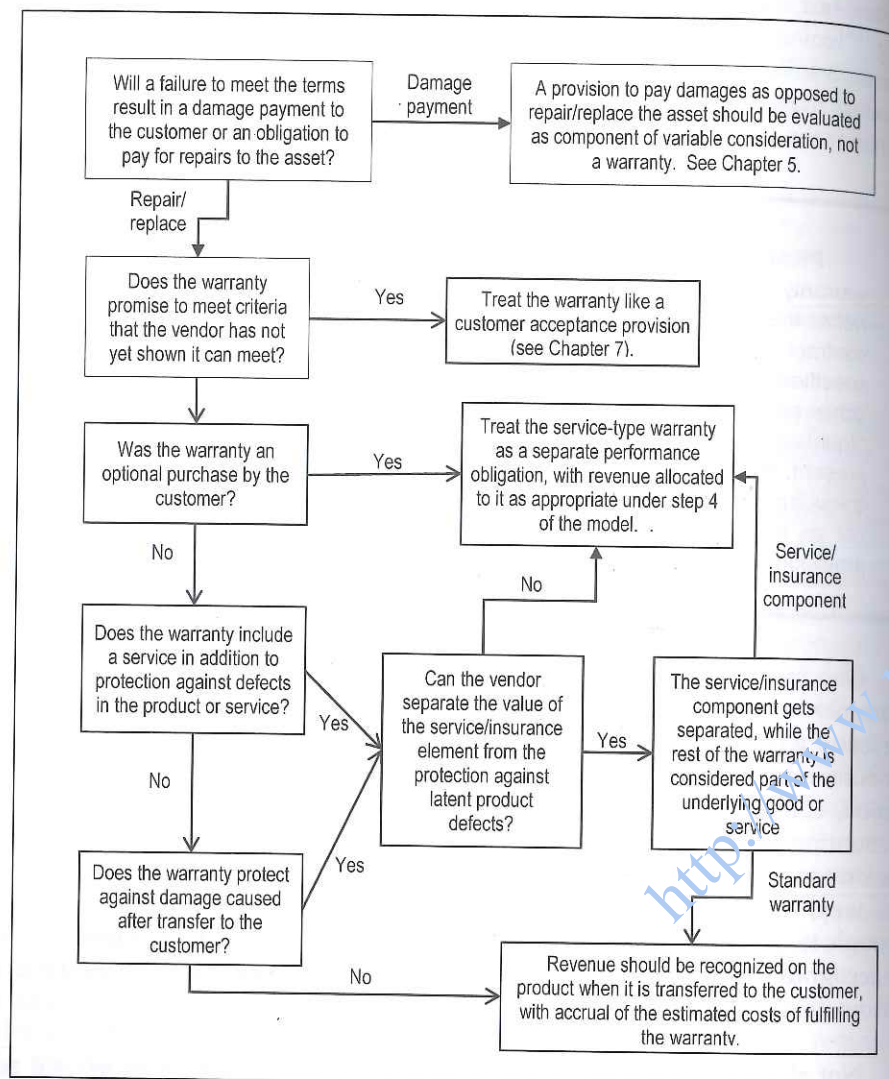 Will a failure to meet the terms
result in a damage payment to
the customer or an obligation to
pay for repairs to the asset?
Damage
payment
A provision to pay damages as opposed to
repair/replace the asset should be evaluated
as component of variable consideration, not
a warranty. See Chapter 5.
Repair/
replace
Does the warranty
promise to meet criteria
that the vendor has not
yet shown it can meet?
Yes
Treat the warranty like a
customer acceptance provision
(see Chapter 7).
Was the warranty an
optional purchase by the
customer?
Yes
Treat the service-type warranty
as a separate performance
obligation, with revenue allocated
to it as appropriate under step 4
of the model. .
No
No
Service/
insurance
component
Does the warranty include
a service in addition to
protection against defects
in the product or service?
Yes
Can the vendor
separate the value of
the service/insurance
element from the
protection against
latent product
defects?
Yes
The service/insurance
component gets
separated, while the
rest of the warranty is
considered part of the
underlying good or
service
No
Does the warranty protect
against damage caused
after transfer to the
customer?
Yes
Standard
warranty
No
Revenue should be recognized on the
product when it is transferred to the customer,
with accrual of the estimated costs of fulfilling
the warranty.
http://www.